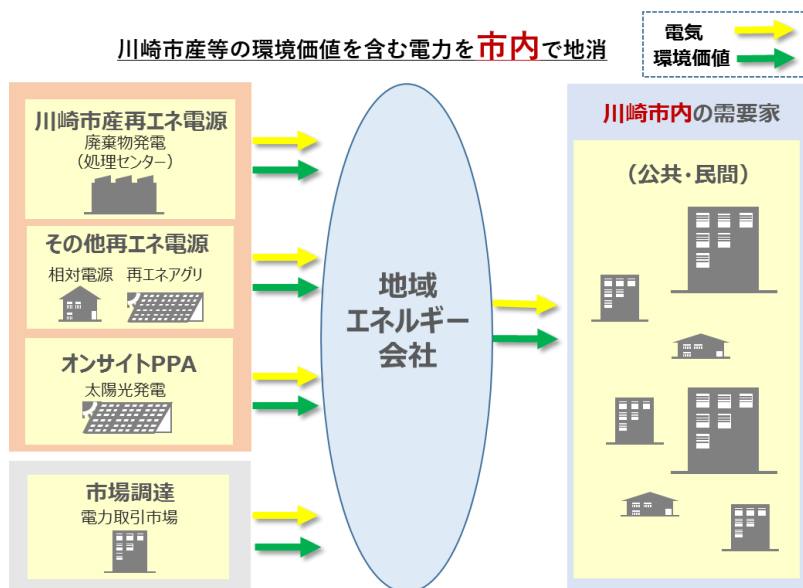 川崎市産等の環境価値を含む電力を市内で地消
電気
環境価値
川崎市産再エネ電源
廃棄物発電
（処理センター）
その他再エネ電源
相対電源 再エネアグリ
オンサイトPPA
太陽光発電
市場調達
電力取引市場
地域
エネルギー
会社
川崎市内の需要家
（公共・民間）